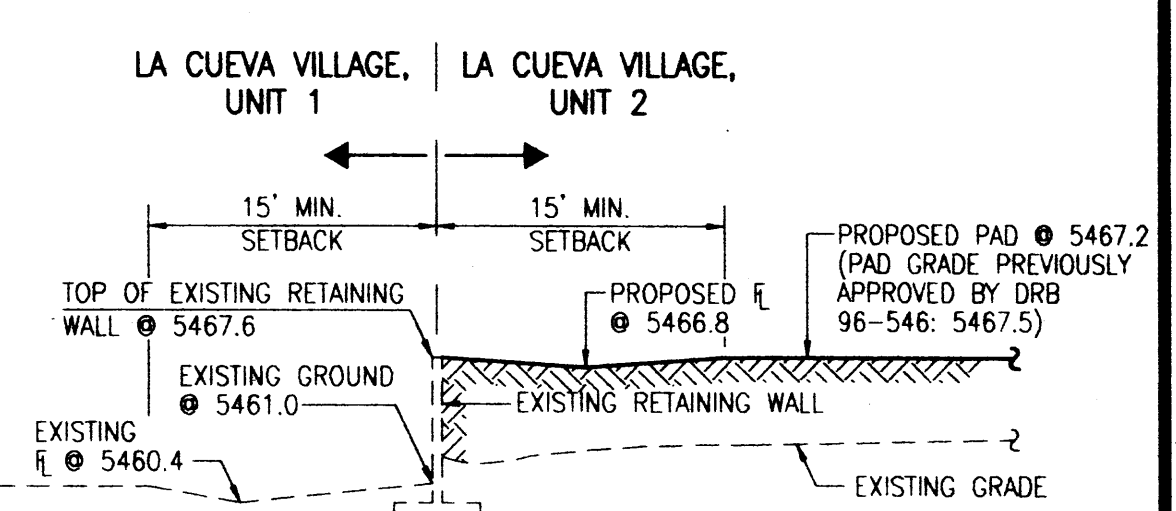 LA CUEVA VILLAGE,
UNIT 1
LA CUEVA VILLAGE,
UNIT 2
15' MIN.
SETBACK
15' MIN.
SETBACK
PROPOSED PAD @ 5467.2
(PAD GRADE PREVIOUSLY
APPROVED BY DRB
96-546: 5467.5)
TOP OF EXISTING RETAINING
WALL @ 5467.6
PROPOSED FL
@ 5466.8
EXISTING GROUND
@ 5461.0
EXISTING RETAINING WALL
EXISTING
FL @ 5460.4
EXISTING GRADE